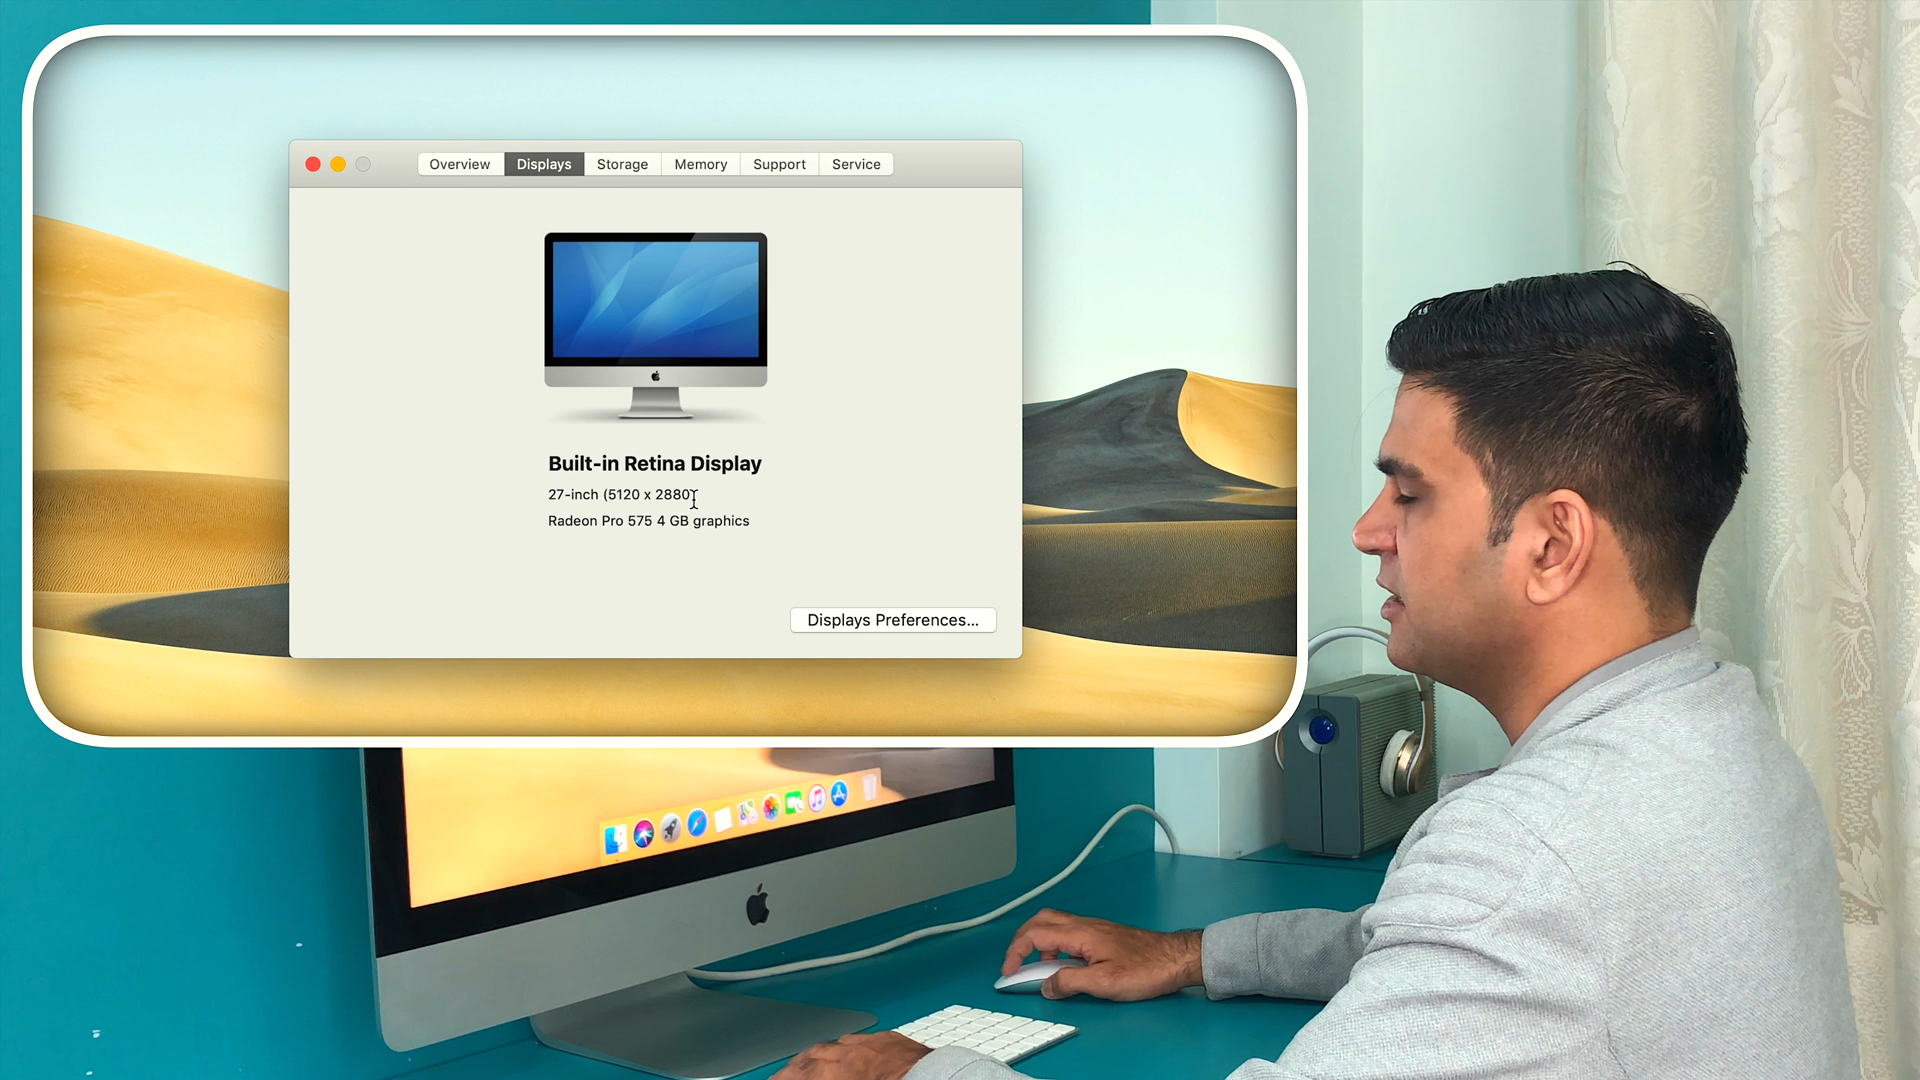 Overview Displays Storage Memory Support Service
Built-in Retina Display
27-inch (5120 x 2880)
Radeon Pro 575 4 GB graphics
Displays Preferences...